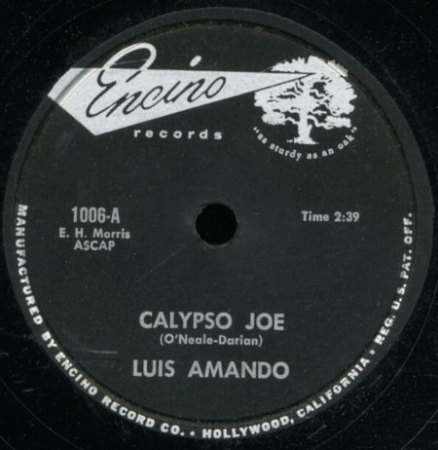 Encino
records
"as sturdy as an oak"
1006-A
E. H. Morris
ASCAP
Time 2:39
CALYPSO JOE
(O'Neale-Darian)
LUIS AMANDO
MANUFACTURED BY ENCINO RECORD CO. • HOLLYWOOD, CALIFORNIA • REG. U. S. PAT. OFF.